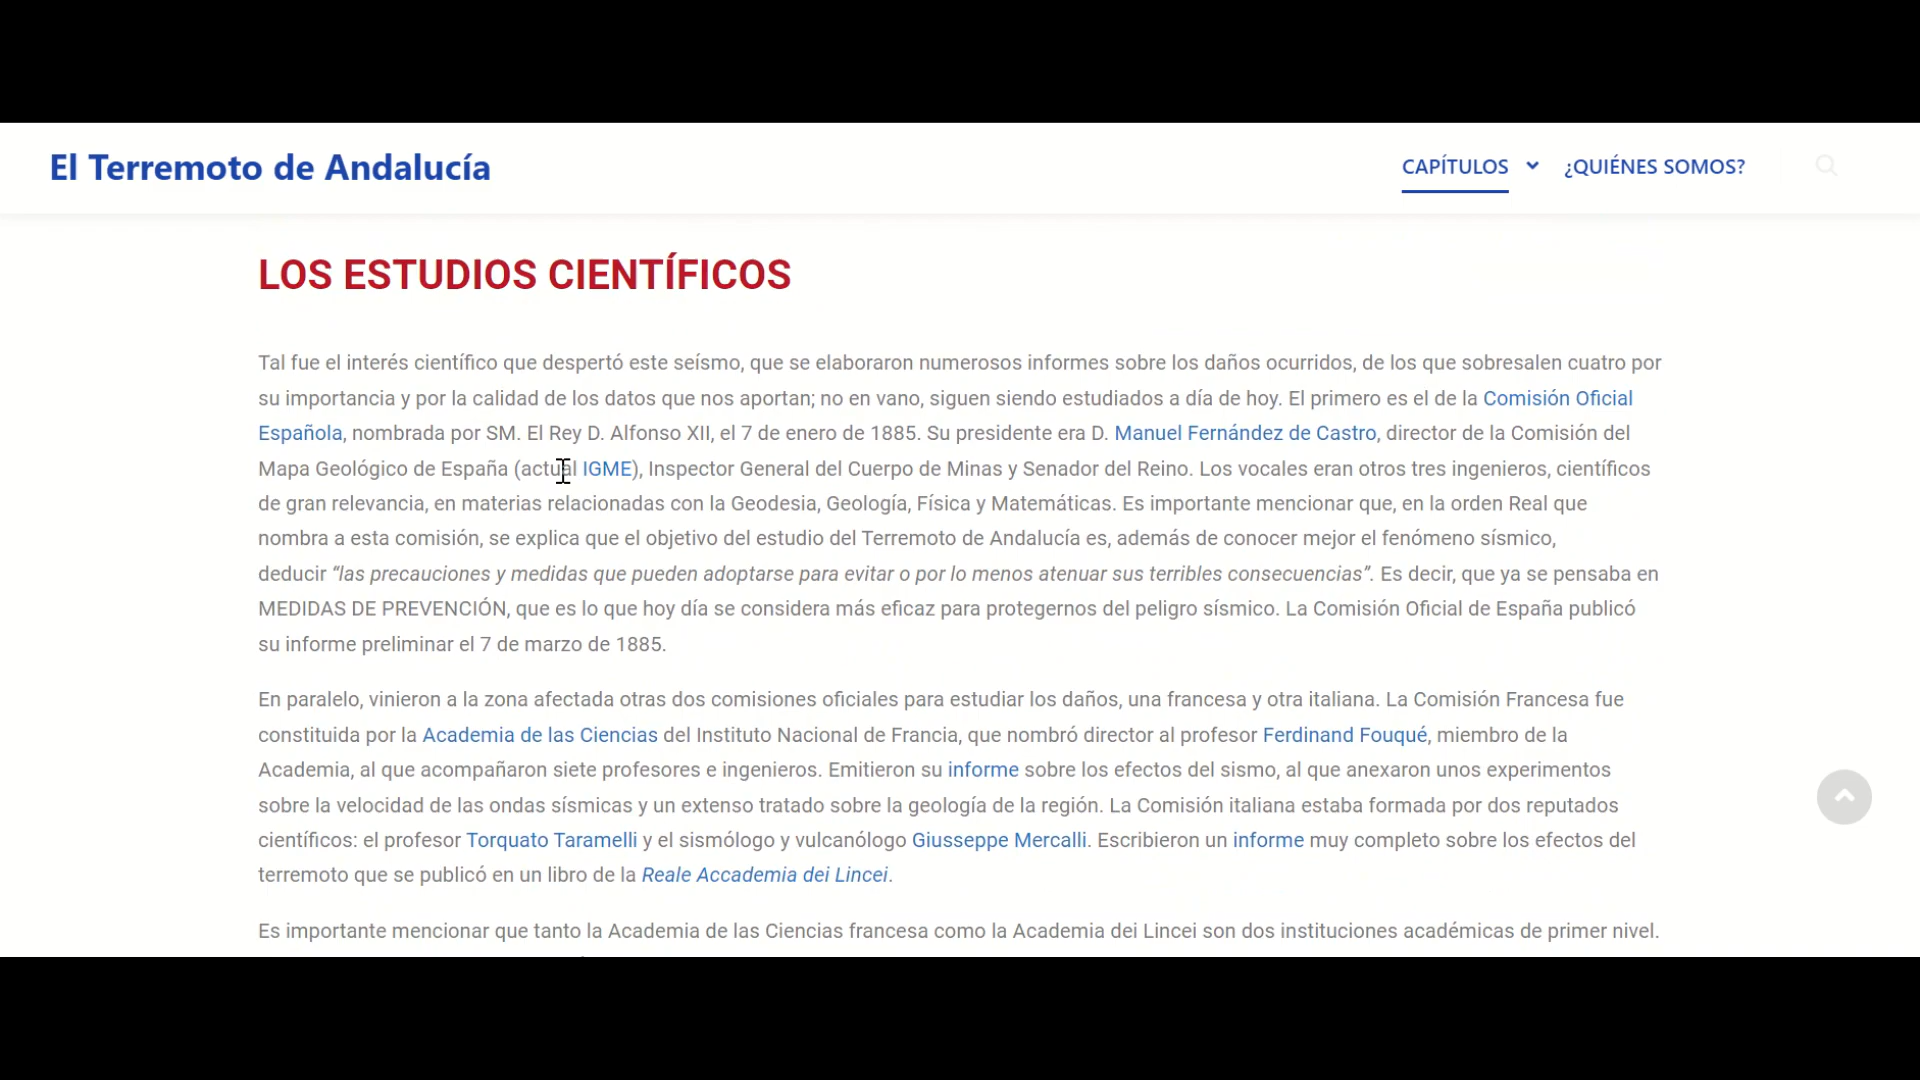 El Terremoto de Andalucía
CAPÍTULOS
¿QUIÉNES SOMOS?
LOS ESTUDIOS CIENTÍFICOS
Tal fue el interés científico que despertó este seísmo, que se elaboraron numerosos informes sobre los daños ocurridos, de los que sobresalen cuatro por
su importancia y por la calidad de los datos que nos aportan; no en vano, siguen siendo estudiados a día de hoy. El primero es el de la Comisión Oficial
Española, nombrada por SM. El Rey D. Alfonso XII, el 7 de enero de 1885. Su presidente era D. Manuel Fernández de Castro, director de la Comisión del
Mapa Geológico de España (actual IGME), Inspector General del Cuerpo de Minas y Senador del Reino. Los vocales eran otros tres ingenieros, científicos
de gran relevancia, en materias relacionadas con la Geodesia, Geología, Física y Matemáticas. Es importante mencionar que, en la orden Real que
nombra a esta comisión, se explica que el objetivo del estudio del Terremoto de Andalucía es, además de conocer mejor el fenómeno sísmico,
deducir “las precauciones y medidas que pueden adoptarse para evitar o por lo menos atenuar sus terribles consecuencias”. Es decir, que ya se pensaba en
MEDIDAS DE PREVENCIÓN, que es lo que hoy día se considera más eficaz para protegernos del peligro sísmico. La Comisión Oficial de España publicó
su informe preliminar el 7 de marzo de 1885.
En paralelo, vinieron a la zona afectada otras dos comisiones oficiales para estudiar los daños, una francesa y otra italiana. La Comisión Francesa fue
constituida por la Academia de las Ciencias del Instituto Nacional de Francia, que nombró director al profesor Ferdinand Fouqué, miembro de la
Academia, al que acompañaron siete profesores e ingenieros. Emitieron su informe sobre los efectos del sismo, al que anexaron unos experimentos
sobre la velocidad de las ondas sísmicas y un extenso tratado sobre la geología de la región. La Comisión italiana estaba formada por dos reputados
científicos: el profesor Torquato Taramelli y el sismólogo y vulcanólogo Giusseppe Mercalli. Escribieron un informe muy completo sobre los efectos del
terremoto que se publicó en un libro de la Reale Accademia dei Lincei.
Es importante mencionar que tanto la Academia de las Ciencias francesa como la Academia dei Lincei son dos instituciones académicas de primer nivel.